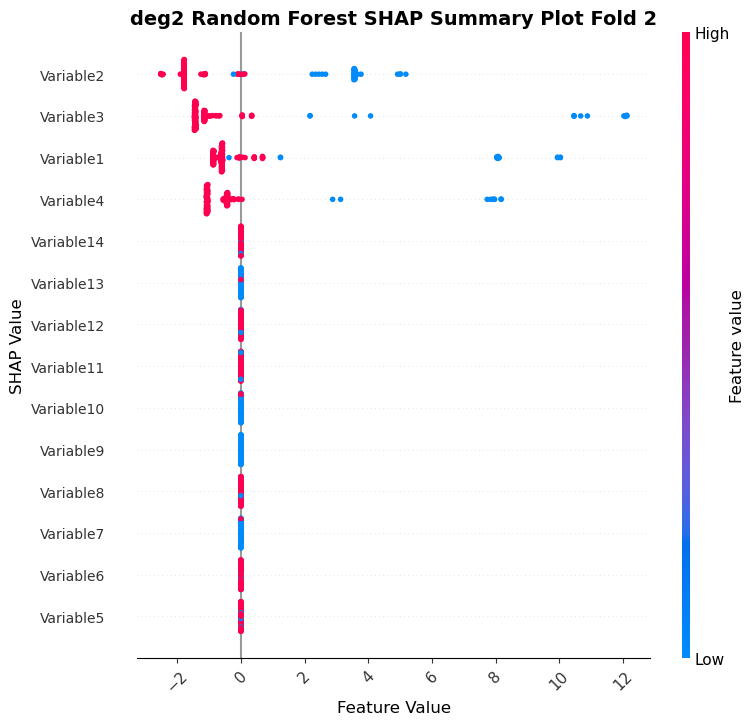 deg2 Random Forest SHAP Summary Plot Fold 2
High
Variable2
Variable3
Variable1
Variable4
Variable14
Variable13
Variable12
Variable11
Variable10
Variable9
Variable8
Variable7
Variable6
Variable5
SHAP Value
Feature value
Low
−2 0 2 4 6 8 10 12
Feature Value